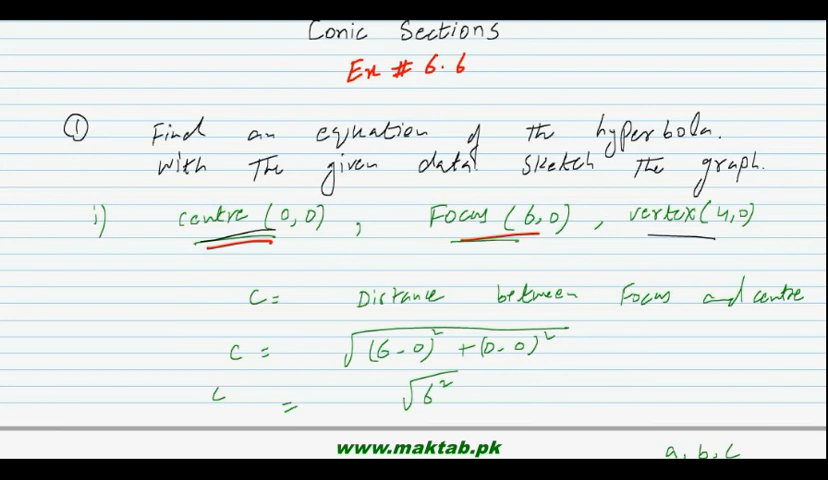 Conic Sections
Ex # 6.6
① Find an equation of the hyperbola.
with The given data sketch the graph.
i) centre (0,0) , Focus (6,0) , vertex (4,0)
C = Distance between Focus and centre
C = √(6-0)² + (0-0)²
C = √6²
www.maktab.pk
a, b, c